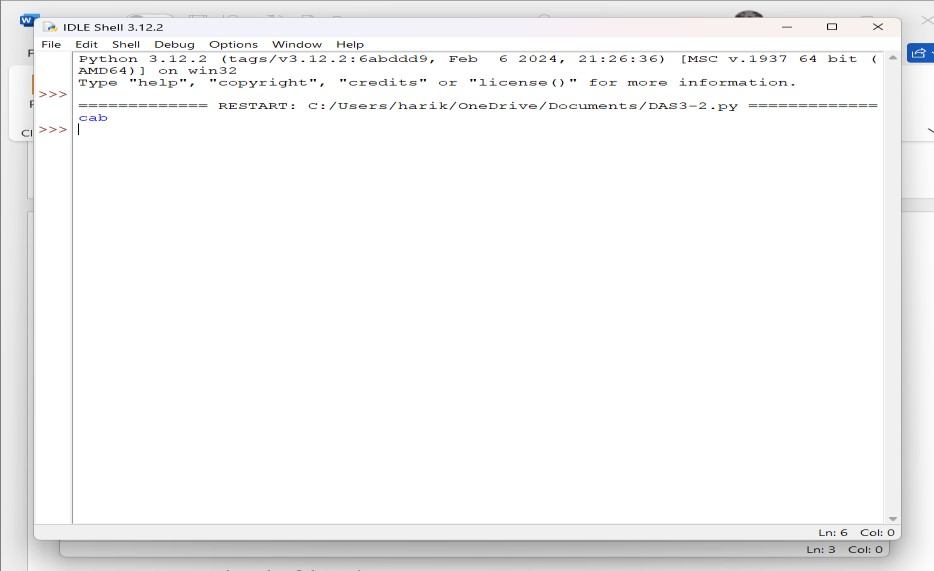 IDLE Shell 3.12.2
File Edit Shell Debug Options Window Help
Python 3.12.2 (tags/v3.12.2:6abddd9, Feb  6 2024, 21:26:36) [MSC v.1937 64 bit (
AMD64)] on win32
Type "help", "copyright", "credits" or "license()" for more information.
>>>
============= RESTART: C:/Users/harik/OneDrive/Documents/DAS3-2.py =============
cab
>>>
Ln: 6 Col: 0
Ln: 3 Col: 0